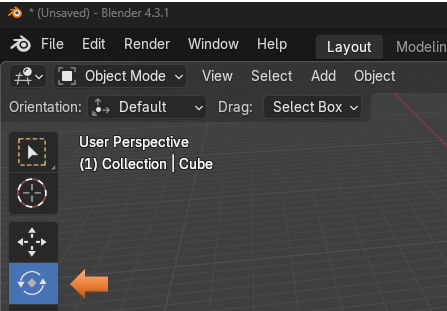 * (Unsaved) - Blender 4.3.1
File Edit Render Window Help Layout Modelin
Object Mode View Select Add Object
Orientation: Default Drag: Select Box
User Perspective
(1) Collection | Cube